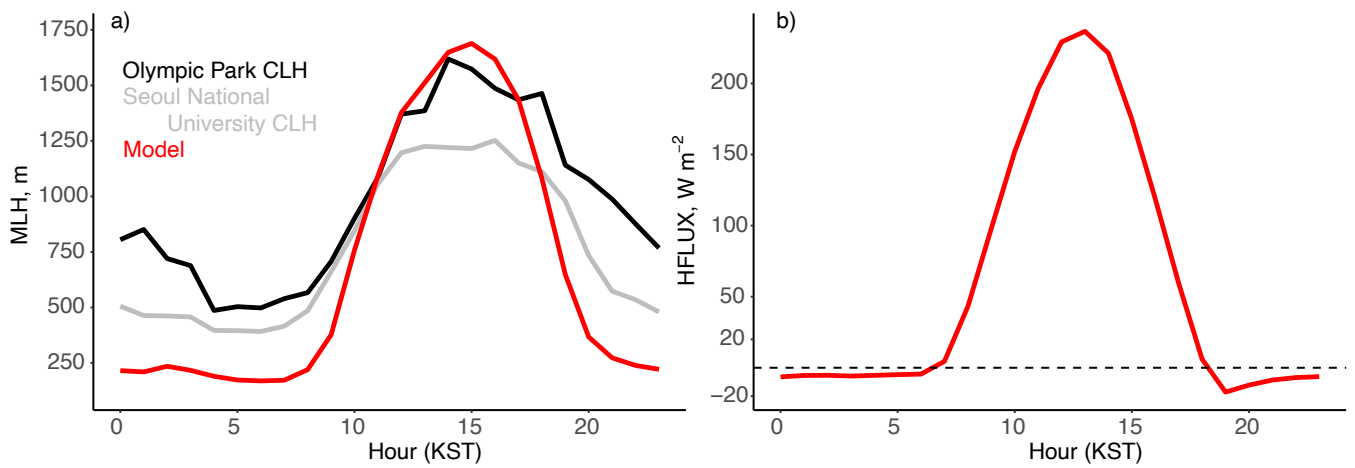 a)
MLH, m
1750
1500
1250
1000
750
500
250
Olympic Park CLH
Seoul National
University CLH
Model
0 5 10 15 20
Hour (KST)
b)
HFLUX, W m⁻²
200
150
100
50
20
−20
0 5 10 15 20
Hour (KST)